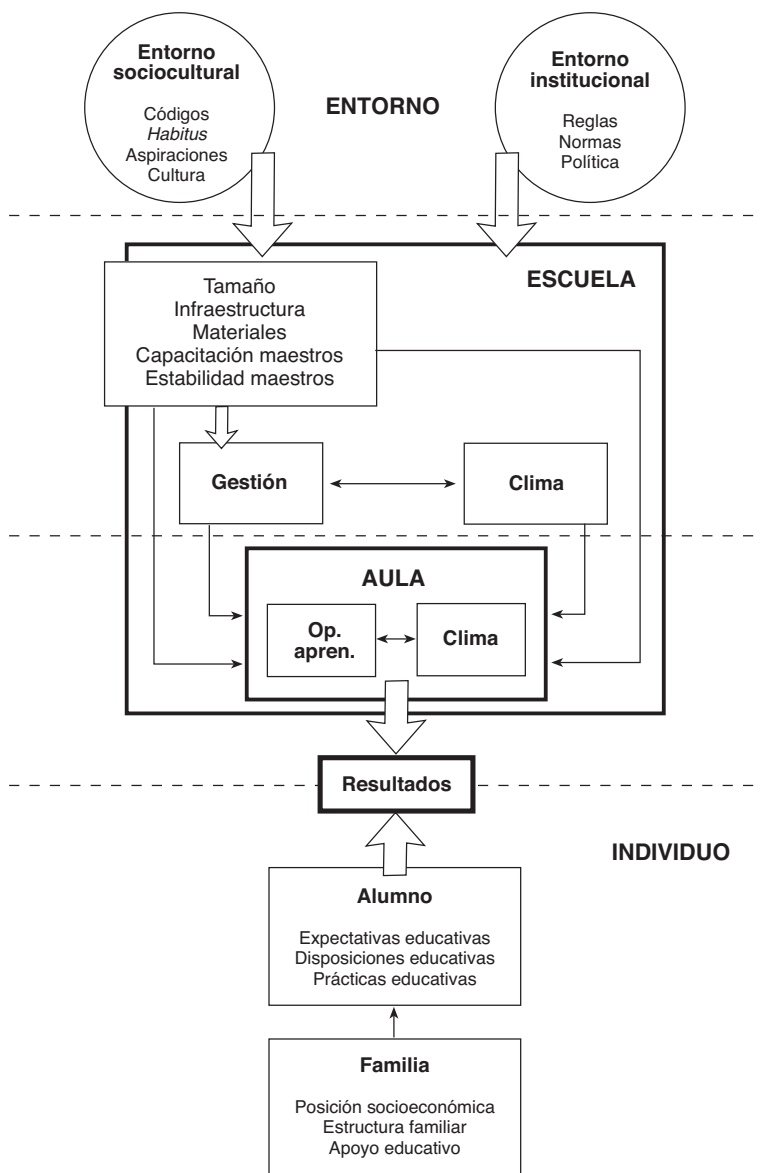 Entorno
sociocultural
Códigos
Habitus
Aspiraciones
Cultura
ENTORNO
Entorno
institucional
Reglas
Normas
Política
ESCUELA
Tamaño
Infraestructura
Materiales
Capacitación maestros
Estabilidad maestros
Gestión
Clima
AULA
Op.
apren.
Clima
Resultados
INDIVIDUO
Alumno
Expectativas educativas
Disposiciones educativas
Prácticas educativas
Familia
Posición socioeconómica
Estructura familiar
Apoyo educativo